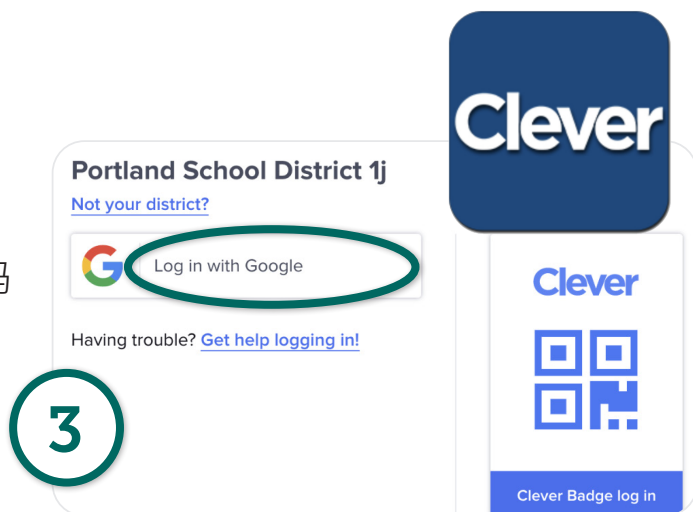 Clever
Portland School District 1j
Not your district?
Log in with Google
Having trouble? Get help logging in!
3
Clever
Clever Badge log in